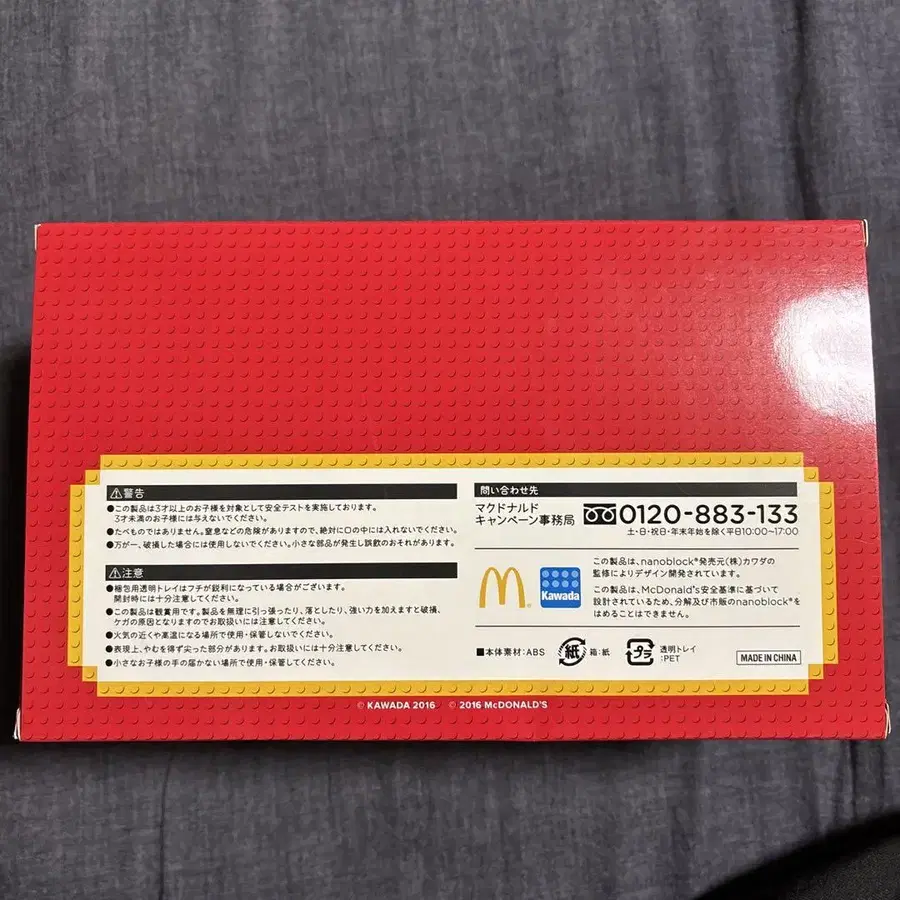 ⚠警告
●この製品は3才以上のお子様を対象として安全テストを実施しております。
3才未満のお子様には与えないでください。
●たべものではありません。窒息などの危険がありますので、絶対に口の中には入れないでください。
●万が一、破損した場合には使用しないでください。小さな部品が発生し誤飲のおそれがあります。
⚠注意
●梱包用透明トレイはフチが鋭利になっている場合がございます。
開封時には十分注意してください。
●この製品は観賞用です。製品を無理に引っ張ったり、落としたり、強い力を加えますと破損、
ケガの原因となりますのでお取扱いには注意してください。
●火気の近くや高温になる場所で使用・保管しないでください。
●表現上、やむを得ず尖った部分があります。お取扱いには十分注意してください。
●小さなお子様の手の届かない場所で使用・保管してください。
問い合わせ先
マクドナルド
キャンペーン事務局 0120-883-133
土・日・祝日・年末年始を除く平日10:00〜17:00
Kawada
この製品は、nanoblock®発売元(株)カワダの
監修によりデザイン開発されています。
この製品は、McDonald's安全基準に基づいて
設計されているため、分解及び市販のnanoblock®を
はめることはできません。
■本体素材:ABS
紙 箱:紙
プラ 透明トレイ
:PET
MADE IN CHINA
© KAWADA 2016 © 2016 McDONALD'S